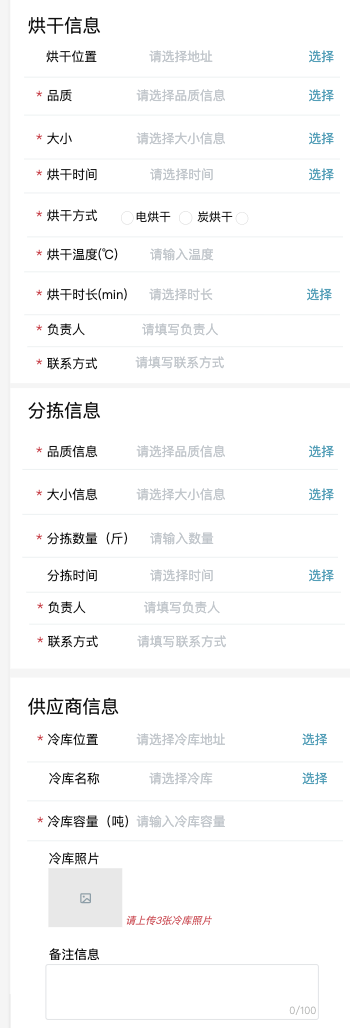 烘干信息
烘干位置 请选择地址 选择
* 品质 请选择品质信息 选择
* 大小 请选择大小信息 选择
* 烘干时间 请选择时间 选择
* 烘干方式 电烘干 炭烘干
* 烘干温度(℃) 请输入温度
* 烘干时长(min) 请选择时长 选择
* 负责人 请填写负责人
* 联系方式 请填写联系方式
分拣信息
* 品质信息 请选择品质信息 选择
* 大小信息 请选择大小信息 选择
* 分拣数量（斤） 请输入数量
分拣时间 请选择时间 选择
* 负责人 请填写负责人
* 联系方式 请填写联系方式
供应商信息
* 冷库位置 请选择冷库地址 选择
冷库名称 请选择冷库 选择
* 冷库容量（吨） 请输入冷库容量
冷库照片
请上传3张冷库照片
备注信息
0/100